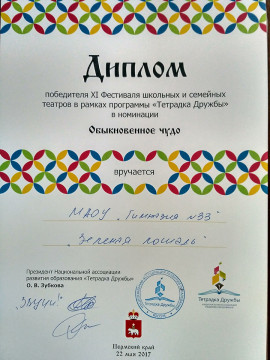 Диплом
победителя XI Фестиваля школьных и семейных
театров в рамках программы «Тетрадка Дружбы»
в номинации
Обыкновенное чудо
вручается
МАОУ „Гимназия №33"
„Зеленая лошадь"
Президент Национальной ассоциации
развития образования «Тетрадка Дружбы»
О. В. Зубкова
Тетрадка Дружбы
Пермский край
22 мая 2017